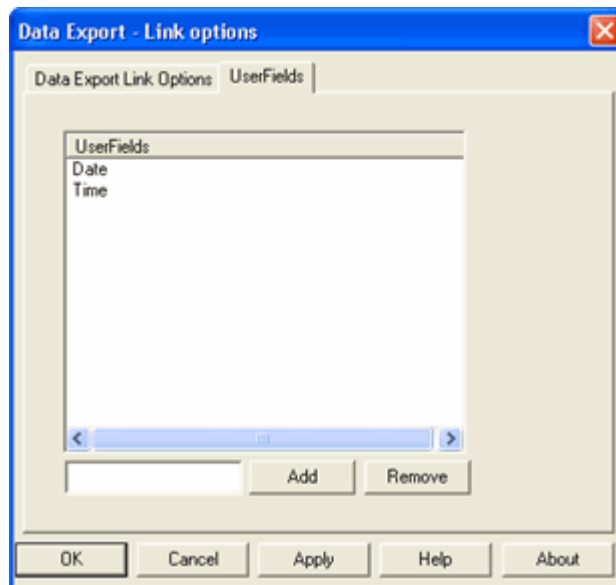 Data Export - Link options
Data Export Link Options UserFields
UserFields
Date
Time
Add Remove
OK Cancel Apply Help About